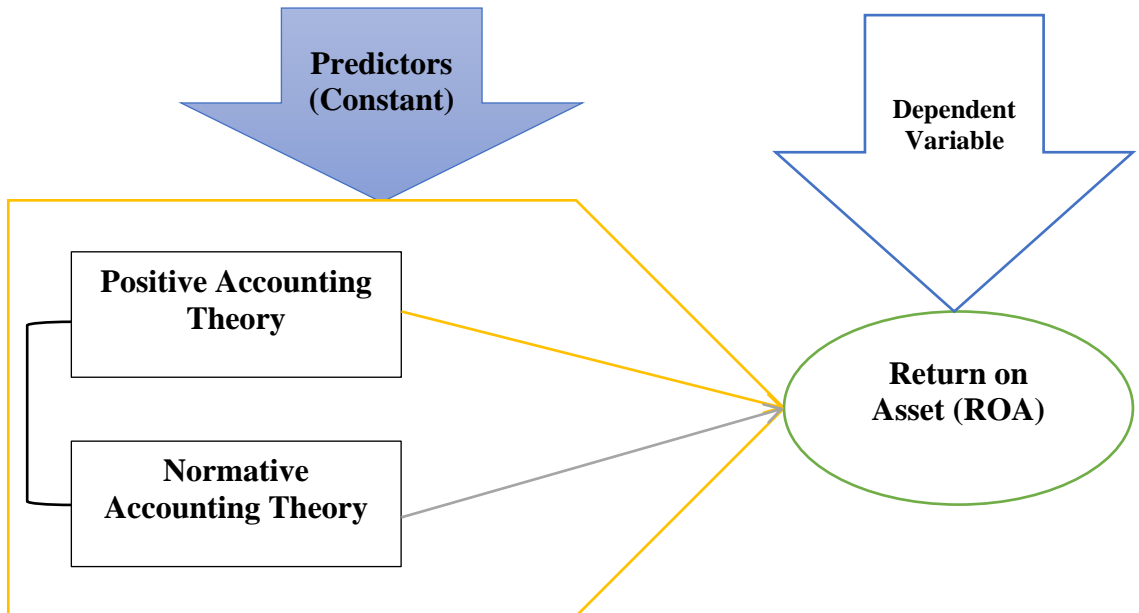 Predictors
(Constant)
Dependent
Variable
Positive Accounting
Theory
Return on
Asset (ROA)
Normative
Accounting Theory